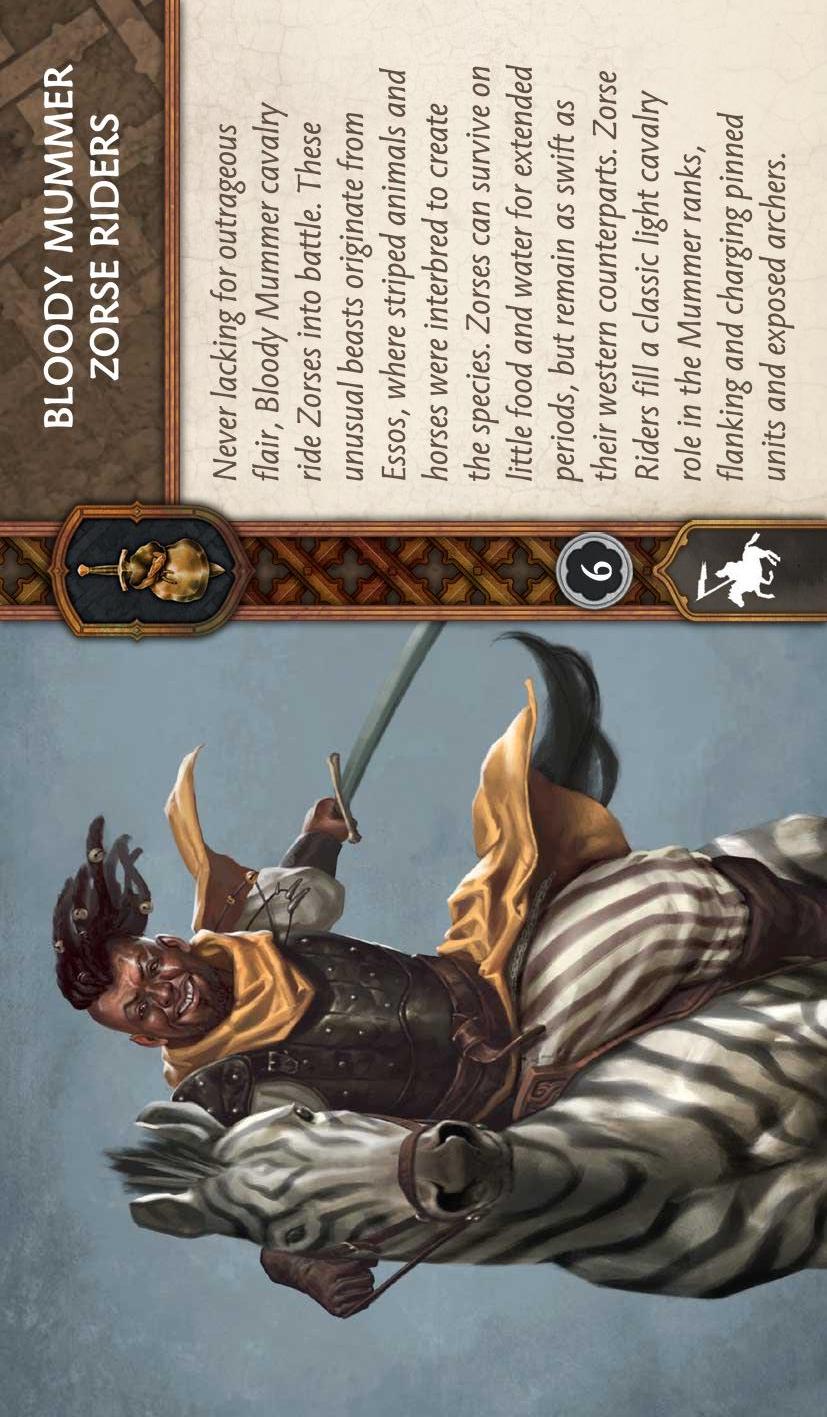 BLOODY MUMMER
ZORSE RIDERS
Never lacking for outrageous
flair, Bloody Mummer cavalry
ride Zorses into battle. These
unusual beasts originate from
Essos, where striped animals and
horses were interbred to create
the species. Zorses can survive on
little food and water for extended
periods, but remain as swift as
their western counterparts. Zorse
Riders fill a classic light cavalry
role in the Mummer ranks,
flanking and charging pinned
units and exposed archers.
6